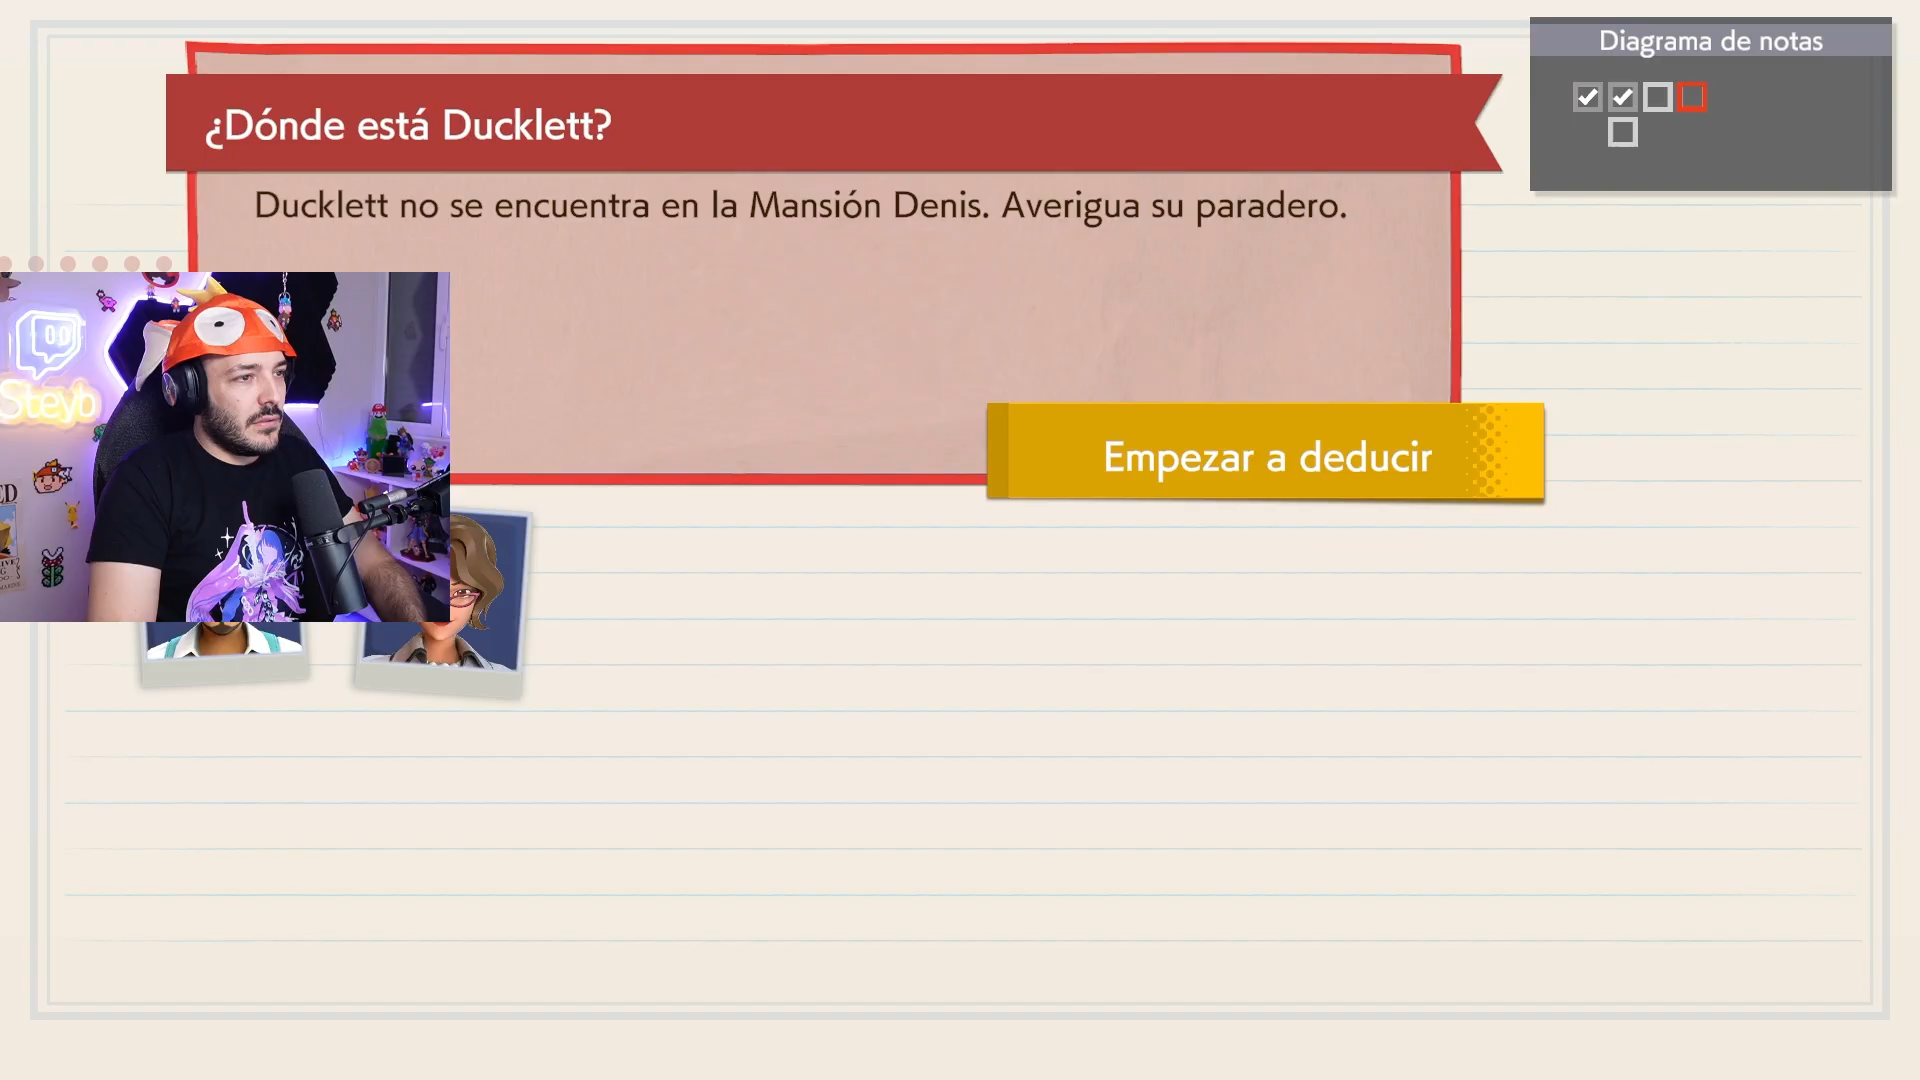 Diagrama de notas
¿Dónde está Ducklett?
Ducklett no se encuentra en la Mansión Denis. Averigua su paradero.
Empezar a deducir
Steyb